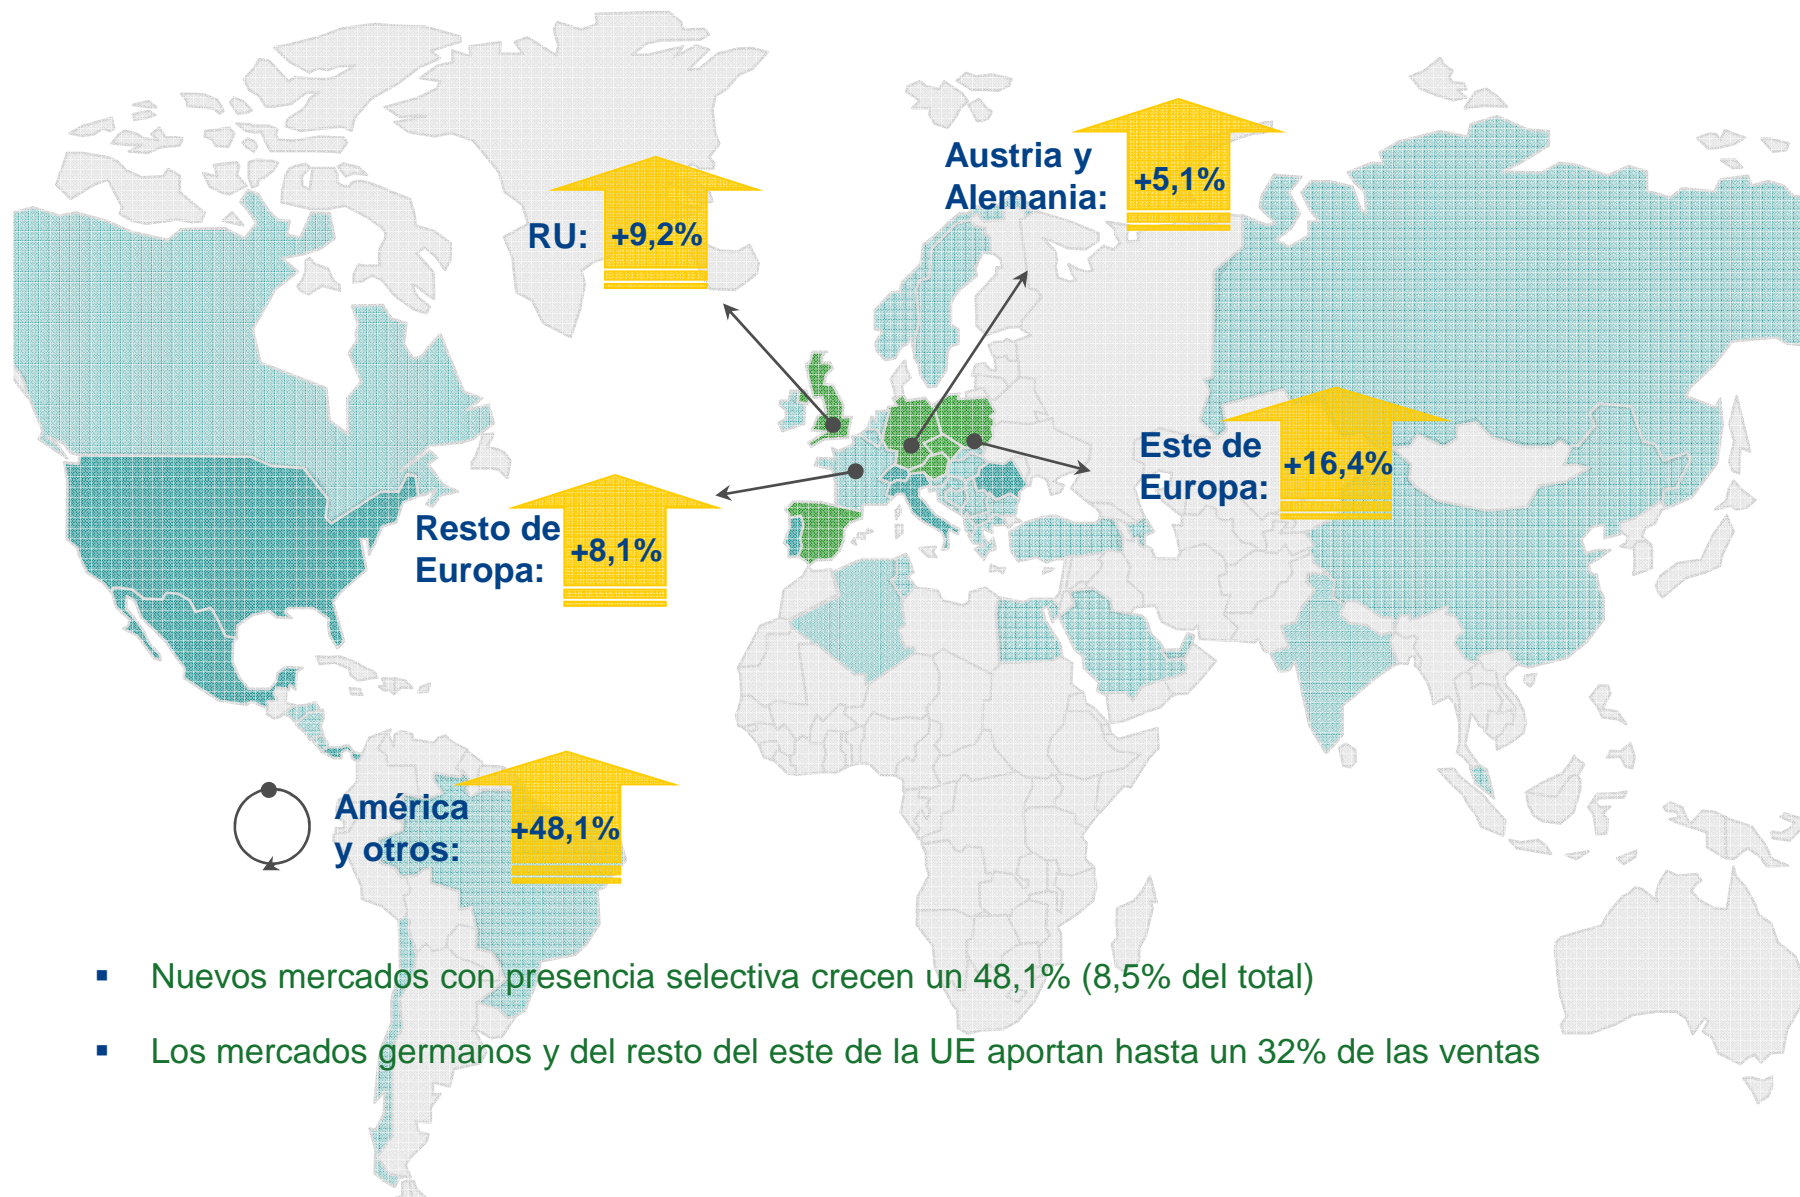 Austria y
Alemania:
+5,1%
RU:
+9,2%
Este de
Europa:
+16,4%
Resto de
Europa:
+8,1%
América
y otros:
+48,1%
▪ Nuevos mercados con presencia selectiva crecen un 48,1% (8,5% del total)
▪ Los mercados germanos y del resto del este de la UE aportan hasta un 32% de las ventas